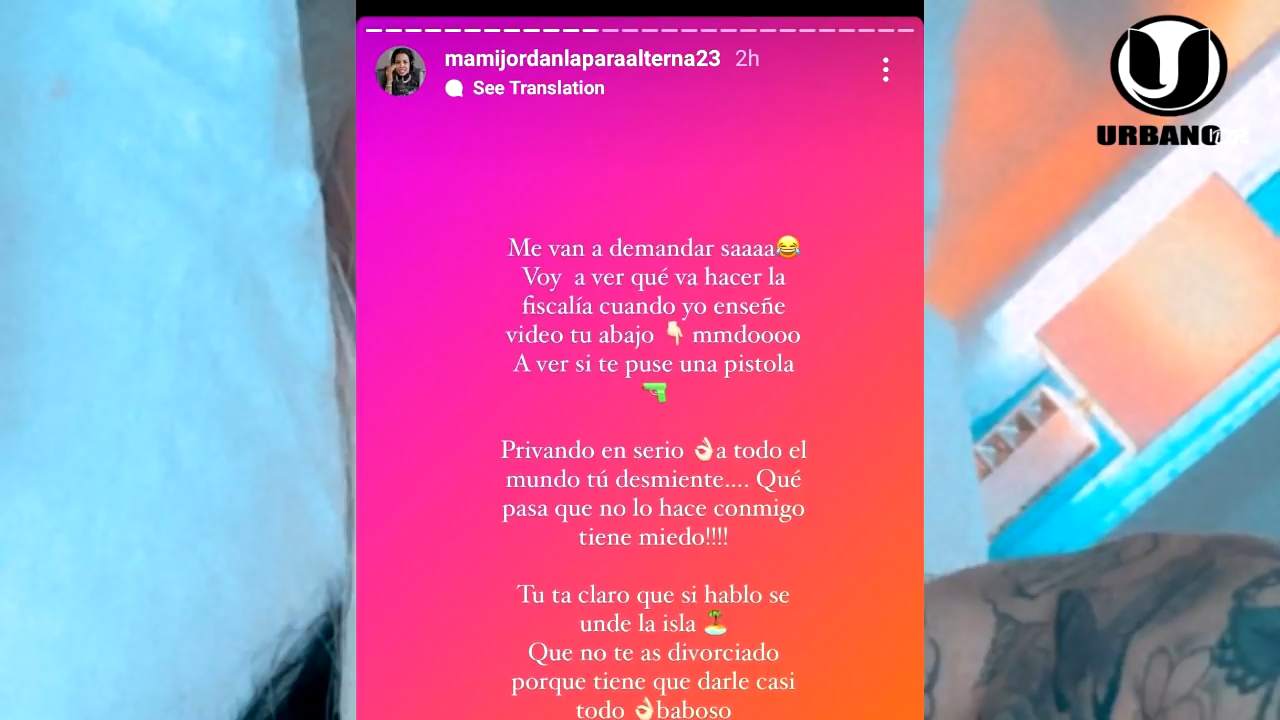 mamijordanlaparaalterna23 2h
See Translation
URBANO
Me van a demandar saaaa😂
Voy a ver qué va hacer la
fiscalía cuando yo enseñe
video tu abajo 👇🏻 mmdoooo
A ver si te puse una pistola
🔫
Privando en serio 👌🏻a todo el
mundo tú desmiente.... Qué
pasa que no lo hace conmigo
tiene miedo!!!!
Tu ta claro que si hablo se
unde la isla 🏝️
Que no te as divorciado
porque tiene que darle casi
todo 👌🏻baboso